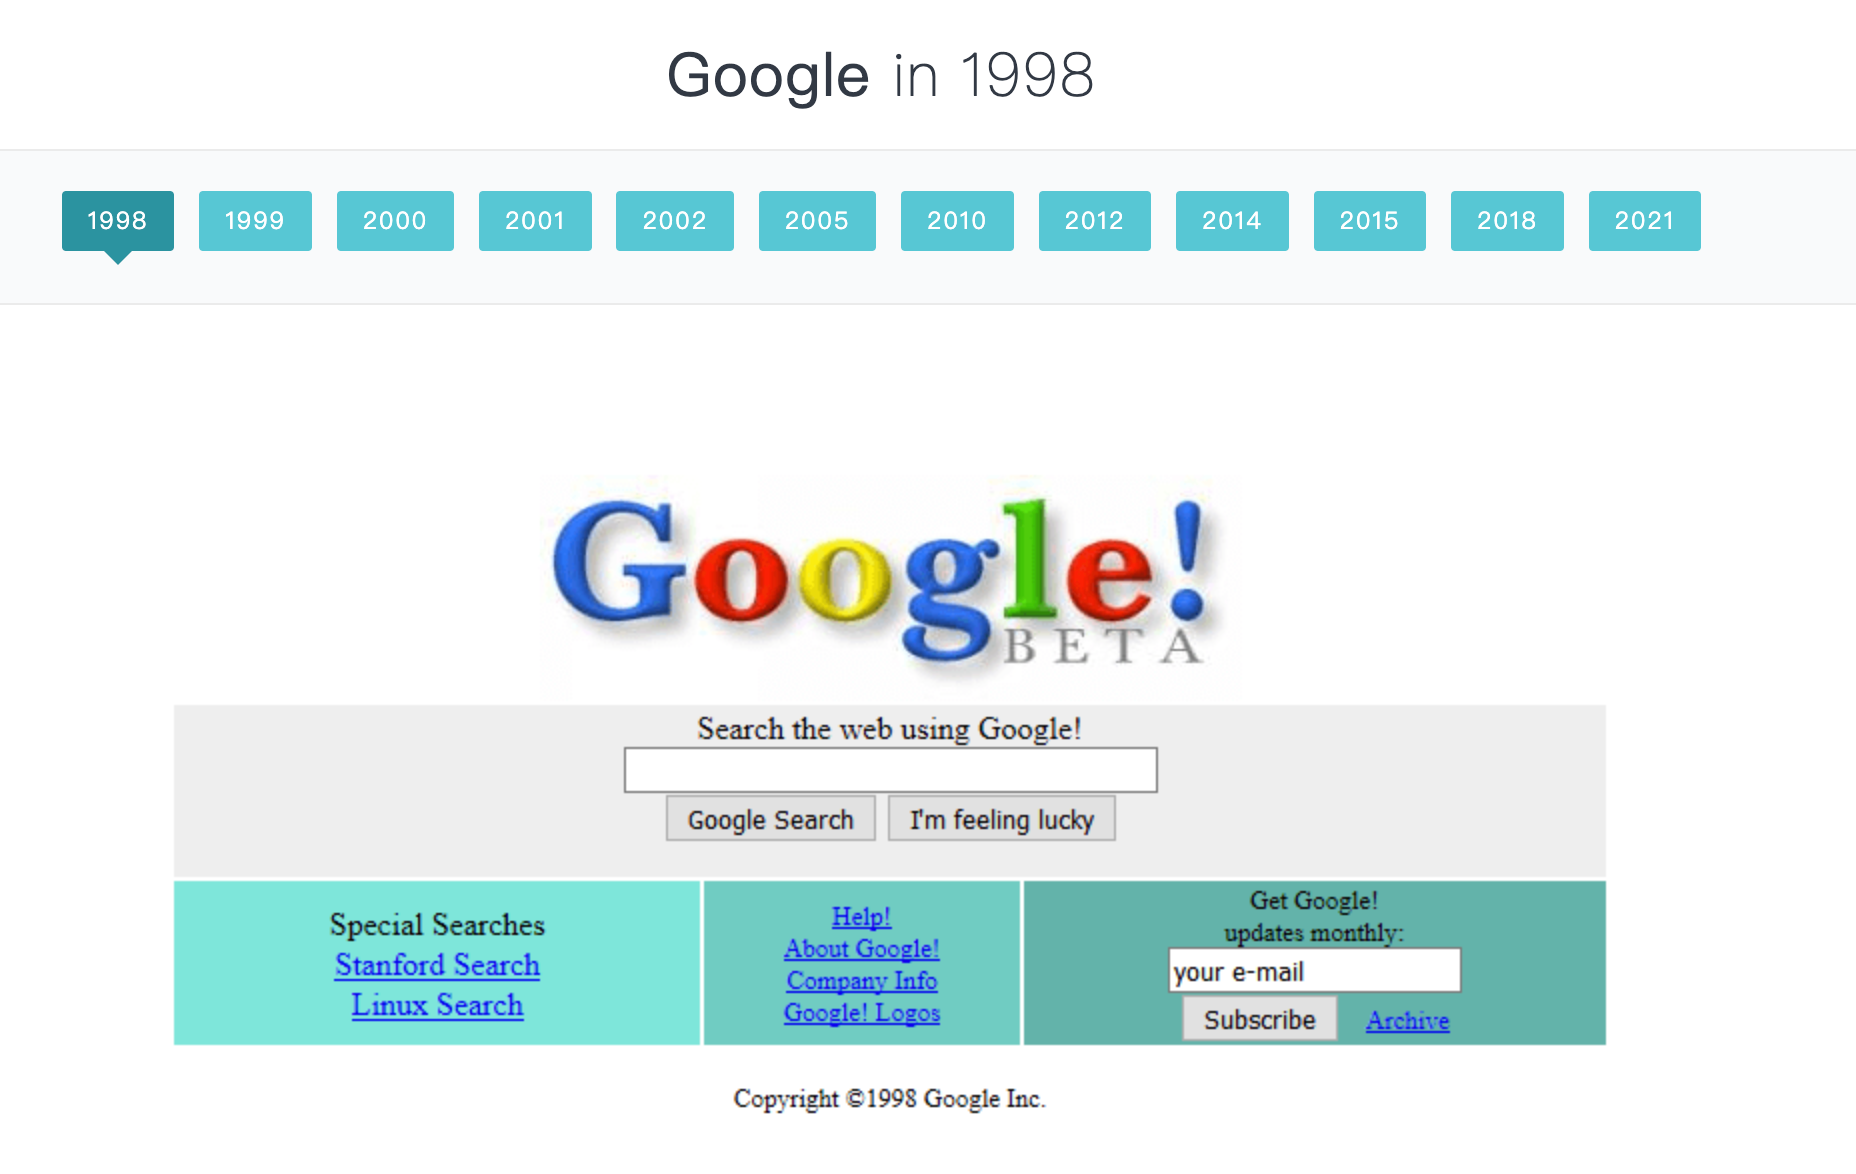 Google in 1998
1998 1999 2000 2001 2002 2005 2010 2012 2014 2015 2018 2021
Google!
BETA
Search the web using Google!
Google Search I'm feeling lucky
Special Searches
Stanford Search
Linux Search
Help!
About Google!
Company Info
Google! Logos
Get Google!
updates monthly:
your e-mail
Subscribe Archive
Copyright ©1998 Google Inc.